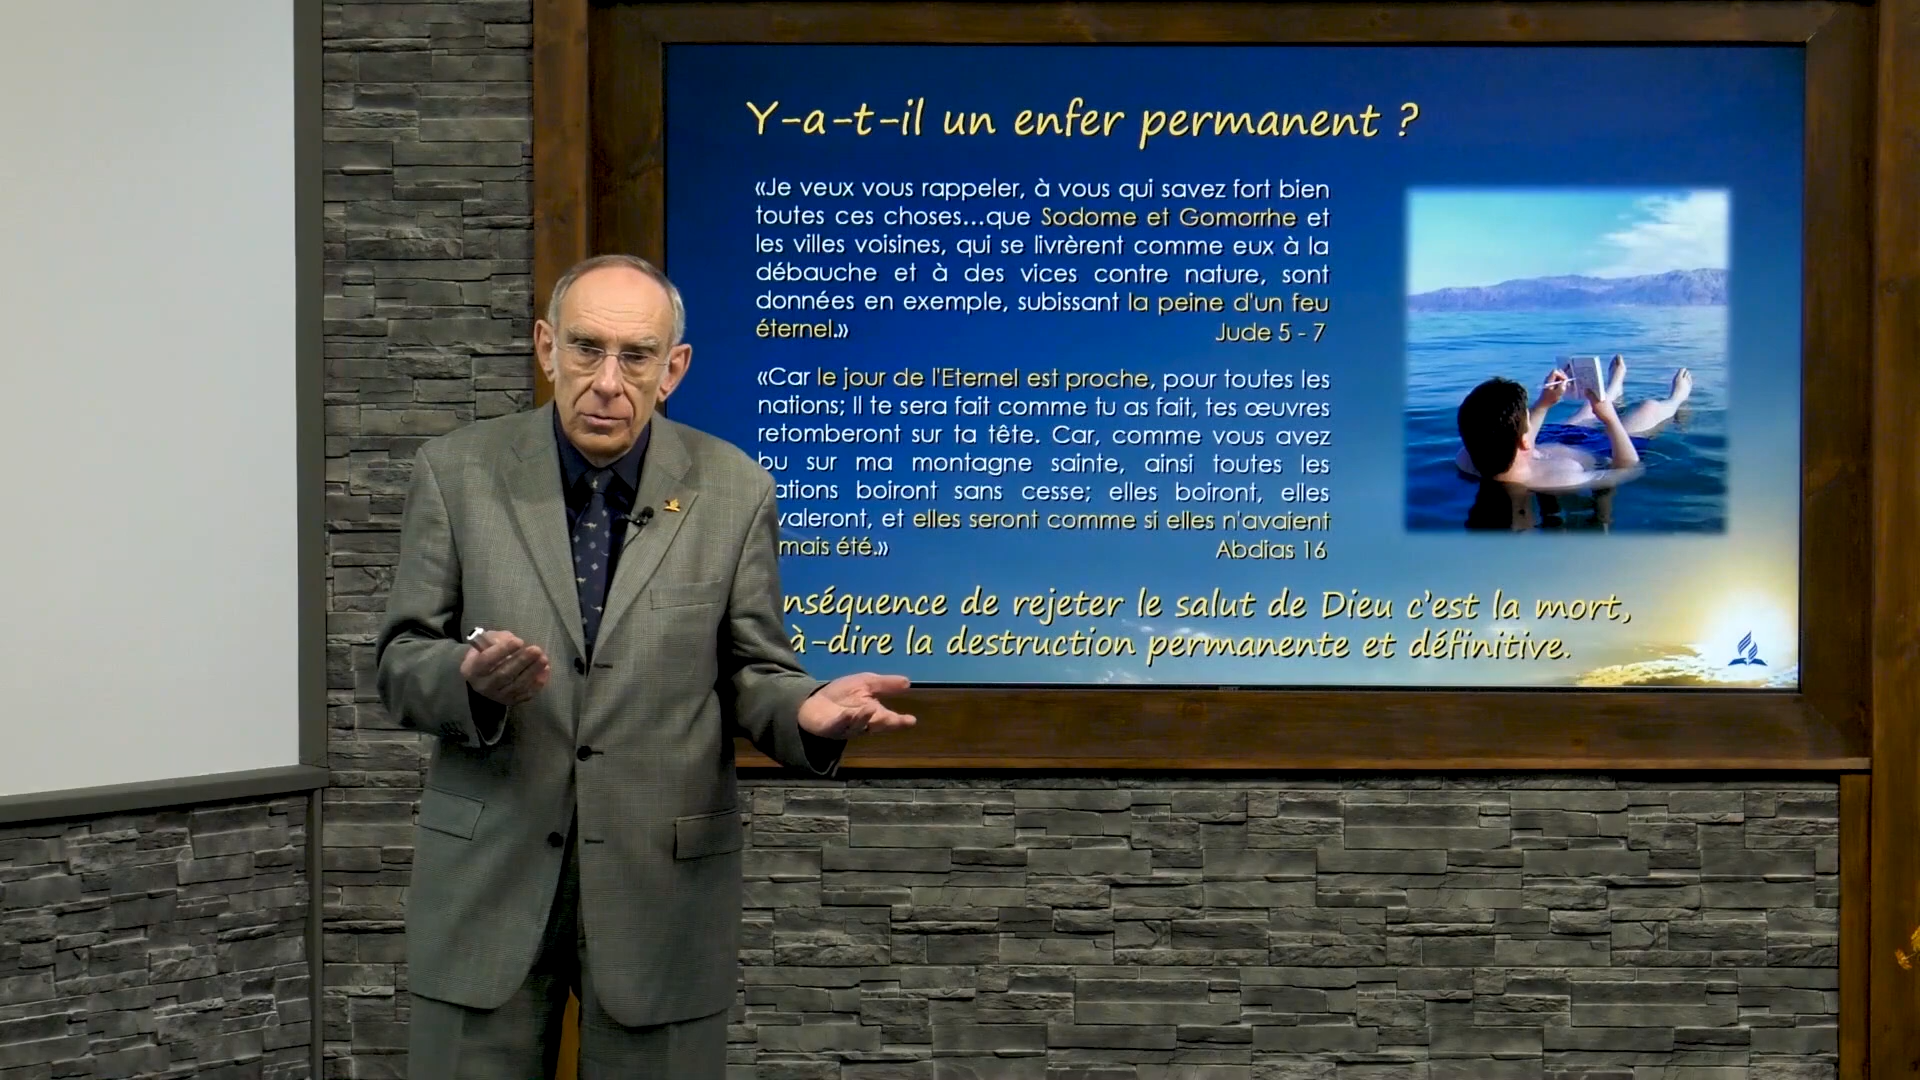 Y-a-t-il un enfer permanent ?
«Je veux vous rappeler, à vous qui savez fort bien
toutes ces choses...que Sodome et Gomorrhe et
les villes voisines, qui se livrèrent comme eux à la
débauche et à des vices contre nature, sont
données en exemple, subissant la peine d'un feu
éternel.» Jude 5 - 7
«Car le jour de l'Eternel est proche, pour toutes les
nations; Il te sera fait comme tu as fait, tes œuvres
retomberont sur ta tête. Car, comme vous avez
bu sur ma montagne sainte, ainsi toutes les
ations boiront sans cesse; elles boiront, elles
valeront, et elles seront comme si elles n'avaient
mais été.» Abdias 16
nséquence de rejeter le salut de Dieu c'est la mort,
à-dire la destruction permanente et définitive.
SONY